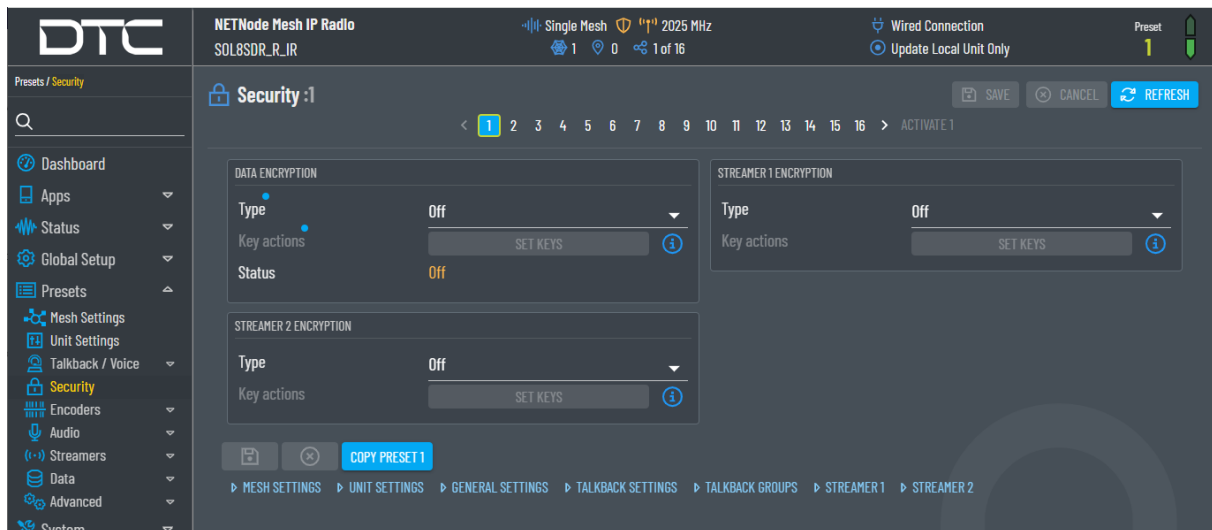 DTC
NETNode Mesh IP Radio
SOL8SDR_R_IR
Single Mesh 2025 MHz
1 0 1 of 16
Wired Connection
Update Local Unit Only
Preset
1
Presets / Security
Security :1
SAVE CANCEL REFRESH
< 1 2 3 4 5 6 7 8 9 10 11 12 13 14 15 16 > ACTIVATE 1
Dashboard
Apps
Status
Global Setup
Presets
Mesh Settings
Unit Settings
Talkback / Voice
Security
Encoders
Audio
Streamers
Data
Advanced
System
DATA ENCRYPTION
Type Off
Key actions SET KEYS
Status Off
STREAMER 1 ENCRYPTION
Type Off
Key actions SET KEYS
STREAMER 2 ENCRYPTION
Type Off
Key actions SET KEYS
COPY PRESET 1
MESH SETTINGS UNIT SETTINGS GENERAL SETTINGS TALKBACK SETTINGS TALKBACK GROUPS STREAMER 1 STREAMER 2